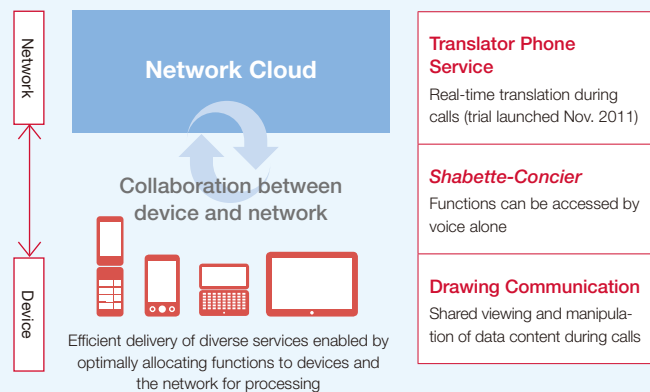 Network
Device
Network Cloud
Collaboration between
device and network
Efficient delivery of diverse services enabled by
optimally allocating functions to devices and
the network for processing
Translator Phone
Service
Real-time translation during
calls (trial launched Nov. 2011)
Shabette-Concier
Functions can be accessed by
voice alone
Drawing Communication
Shared viewing and manipula-
tion of data content during calls